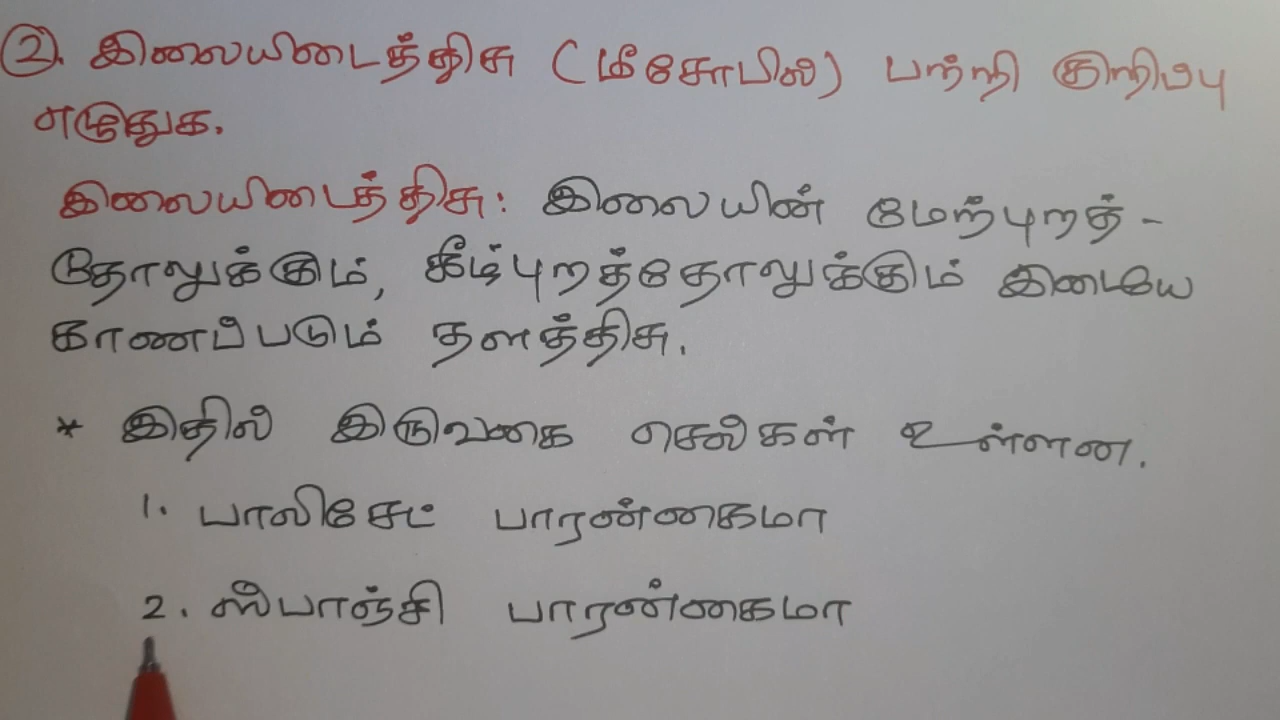 2. இலையிடைத்திசு (மீசோபில்) பற்றி குறிப்பு
எழுதுக.
இலையிடைத்திசு: இலையின் மேற்புறத்-
தோலுக்கும், கீழ்புறத்தோலுக்கும் இடையே
காணப்படும் தளத்திசு.
* இதில் இருவகை செல்கள் உள்ளன.
1. பாலிசேட் பாரன்கைமா
2. ஸ்பாஞ்சி பாரன்கைமா